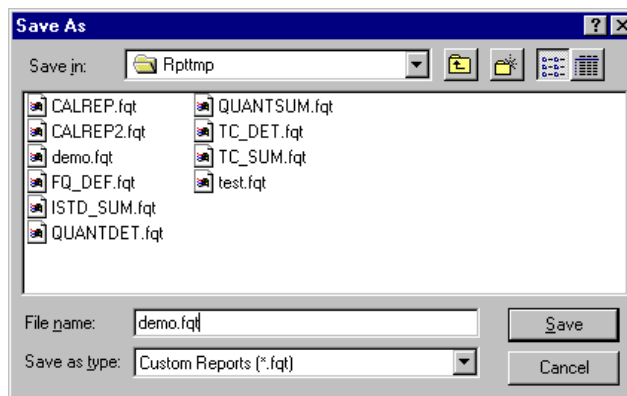 Save As
Save in: Rpttmp
CALREP.fqt
CALREP2.fqt
demo.fqt
FQ_DEF.fqt
ISTD_SUM.fqt
QUANTDET.fqt
QUANTSUM.fqt
TC_DET.fqt
TC_SUM.fqt
test.fqt
File name: demo.fqt
Save
Save as type: Custom Reports (*.fqt)
Cancel